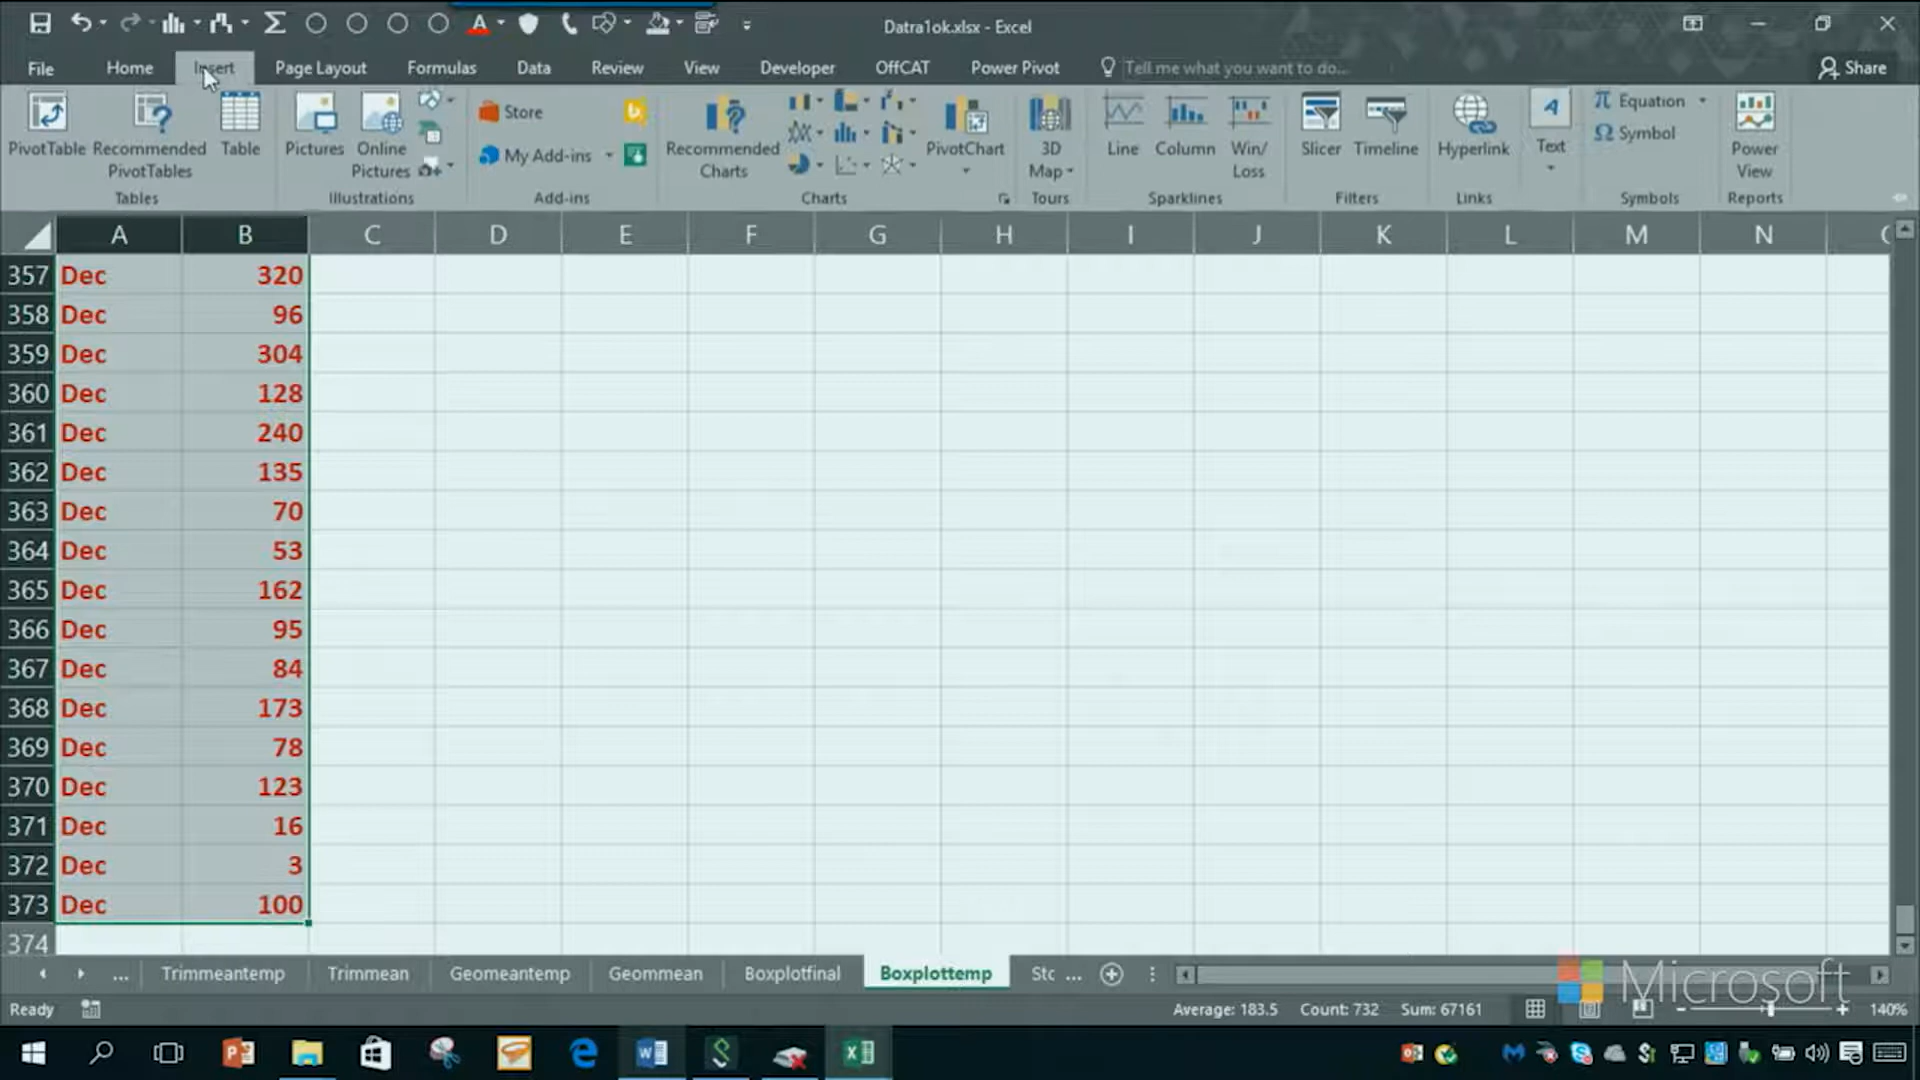 Datra1ok.xlsx - Excel
File Home Insert Page Layout Formulas Data Review View Developer OffCAT Power Pivot Tell me what you want to do... Share
PivotTable
Recommended PivotTables
Table
Tables
Pictures
Online Pictures
Illustrations
Store
My Add-ins
Add-ins
Recommended Charts
PivotChart
Charts
3D Map
Tours
Line
Column
Win/Loss
Sparklines
Slicer
Timeline
Filters
Hyperlink
Links
Text
Equation
Symbol
Symbols
Power View
Reports
A B C D E F G H I J K L M N
357 Dec 320
358 Dec 96
359 Dec 304
360 Dec 128
361 Dec 240
362 Dec 135
363 Dec 70
364 Dec 53
365 Dec 162
366 Dec 95
367 Dec 84
368 Dec 173
369 Dec 78
370 Dec 123
371 Dec 16
372 Dec 3
373 Dec 100
374
... Trimmeantemp Trimmean Geomeantemp Geommean Boxplotfinal Boxplottemp Stc ...
Microsoft
Ready Average: 183.5 Count: 732 Sum: 67161 140%